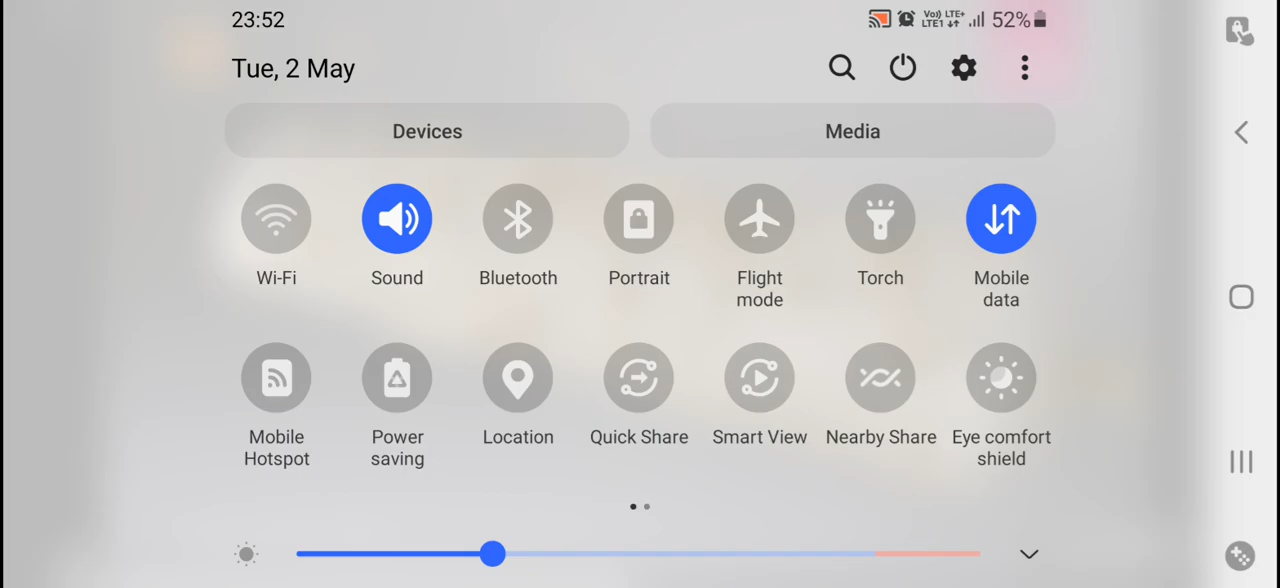 23:52
Vo)) LTE+
LTE1
52%
Tue, 2 May
Devices
Media
Wi-Fi
Sound
Bluetooth
Portrait
Flight
mode
Torch
Mobile
data
Mobile
Hotspot
Power
saving
Location
Quick Share
Smart View
Nearby Share
Eye comfort
shield